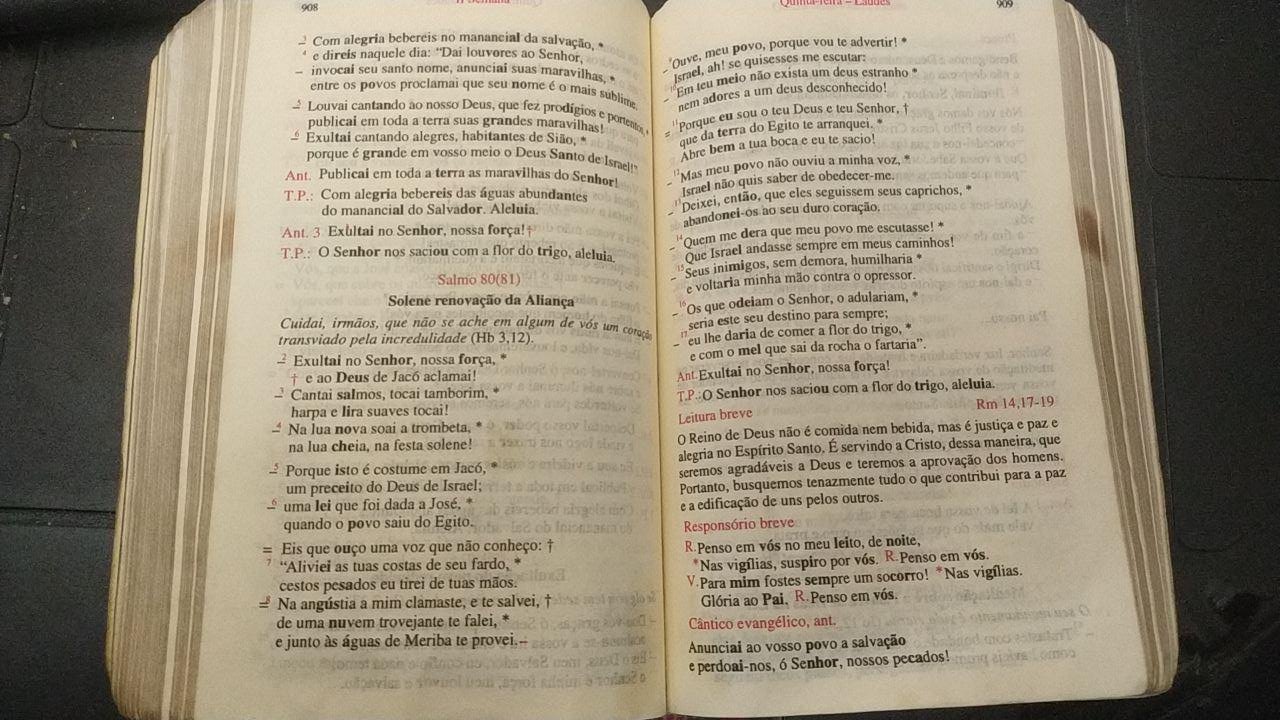 908
II Semana
³ Com alegria bebereis no manancial da salvação, *
⁴ e direis naquele dia: “Dai louvores ao Senhor,
– invocai seu santo nome, anunciai suas maravilhas, *
entre os povos proclamai que seu nome é o mais sublime.
– ⁵ Louvai cantando ao nosso Deus, que fez prodígios e portentos, *
publicai em toda a terra suas grandes maravilhas!
– ⁶ Exultai cantando alegres, habitantes de Sião, *
porque é grande em vosso meio o Deus Santo de Israel!”
Ant. Publicai em toda a terra as maravilhas do Senhor!
T.P.: Com alegria bebereis das águas abundantes
do manancial do Salvador. Aleluia.
Ant. 3 Exultai no Senhor, nossa força!†
T.P.: O Senhor nos saciou com a flor do trigo, aleluia.
Salmo 80(81)
Solene renovação da Aliança
Cuidai, irmãos, que não se ache em algum de vós um coração
transviado pela incredulidade (Hb 3,12).
– ² Exultai no Senhor, nossa força, *
† e ao Deus de Jacó aclamai!
– ³ Cantai salmos, tocai tamborim, *
harpa e lira suaves tocai!
– ⁴ Na lua nova soai a trombeta, *
na lua cheia, na festa solene!
– ⁵ Porque isto é costume em Jacó, *
um preceito do Deus de Israel;
– ⁶ uma lei que foi dada a José, *
quando o povo saiu do Egito.
= Eis que ouço uma voz que não conheço: †
⁷ “Aliviei as tuas costas de seu fardo, *
cestos pesados eu tirei de tuas mãos.
= ⁸ Na angústia a mim clamaste, e te salvei, †
de uma nuvem trovejante te falei, *
e junto às águas de Meriba te provei.–
Quinta-feira – Laudes
909
– ⁹ Ouve, meu povo, porque vou te advertir! *
Israel, ah! se quisesses me escutar:
– ¹⁰ Em teu meio não exista um deus estranho *
nem adores a um deus desconhecido!
= ¹¹ Porque eu sou o teu Deus e teu Senhor, †
que da terra do Egito te arranquei. *
Abre bem a tua boca e eu te sacio!
– ¹² Mas meu povo não ouviu a minha voz, *
Israel não quis saber de obedecer-me.
– ¹³ Deixei, então, que eles seguissem seus caprichos, *
abandonei-os ao seu duro coração.
– ¹⁴ Quem me dera que meu povo me escutasse! *
Que Israel andasse sempre em meus caminhos!
– ¹⁵ Seus inimigos, sem demora, humilharia *
e voltaria minha mão contra o opressor.
– ¹⁶ Os que odeiam o Senhor, o adulariam, *
seria este seu destino para sempre;
– ¹⁷ eu lhe daria de comer a flor do trigo, *
e com o mel que sai da rocha o fartaria”.
Ant. Exultai no Senhor, nossa força!
T.P.: O Senhor nos saciou com a flor do trigo, aleluia.
Leitura breve Rm 14,17-19
O Reino de Deus não é comida nem bebida, mas é justiça e paz e
alegria no Espírito Santo. É servindo a Cristo, dessa maneira, que
seremos agradáveis a Deus e teremos a aprovação dos homens.
Portanto, busquemos tenazmente tudo o que contribui para a paz
e a edificação de uns pelos outros.
Responsório breve
R. Penso em vós no meu leito, de noite,
* Nas vigílias, suspiro por vós. R. Penso em vós.
V. Para mim fostes sempre um socorro! * Nas vigílias.
Glória ao Pai. R. Penso em vós.
Cântico evangélico, ant.
Anunciai ao vosso povo a salvação
e perdoai-nos, ó Senhor, nossos pecados!